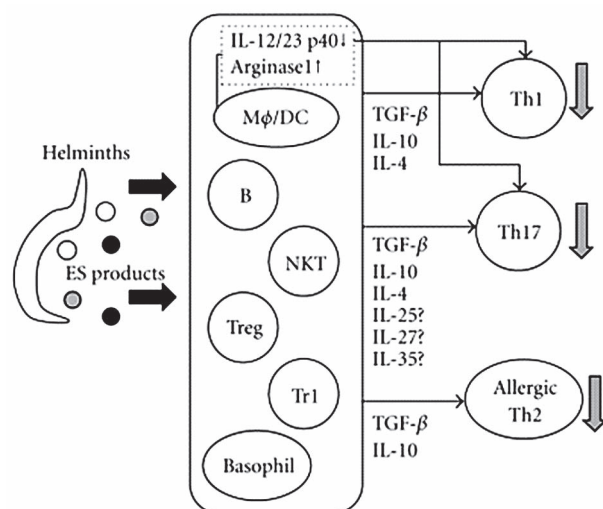 IL-12/23 p40↓
Arginase1↑
Mϕ/DC
Helminths
B
ES products
NKT
Treg
Tr1
Basophil
TGF-β
IL-10
IL-4
Th1
TGF-β
IL-10
IL-4
IL-25?
IL-27?
IL-35?
Th17
TGF-β
IL-10
Allergic
Th2